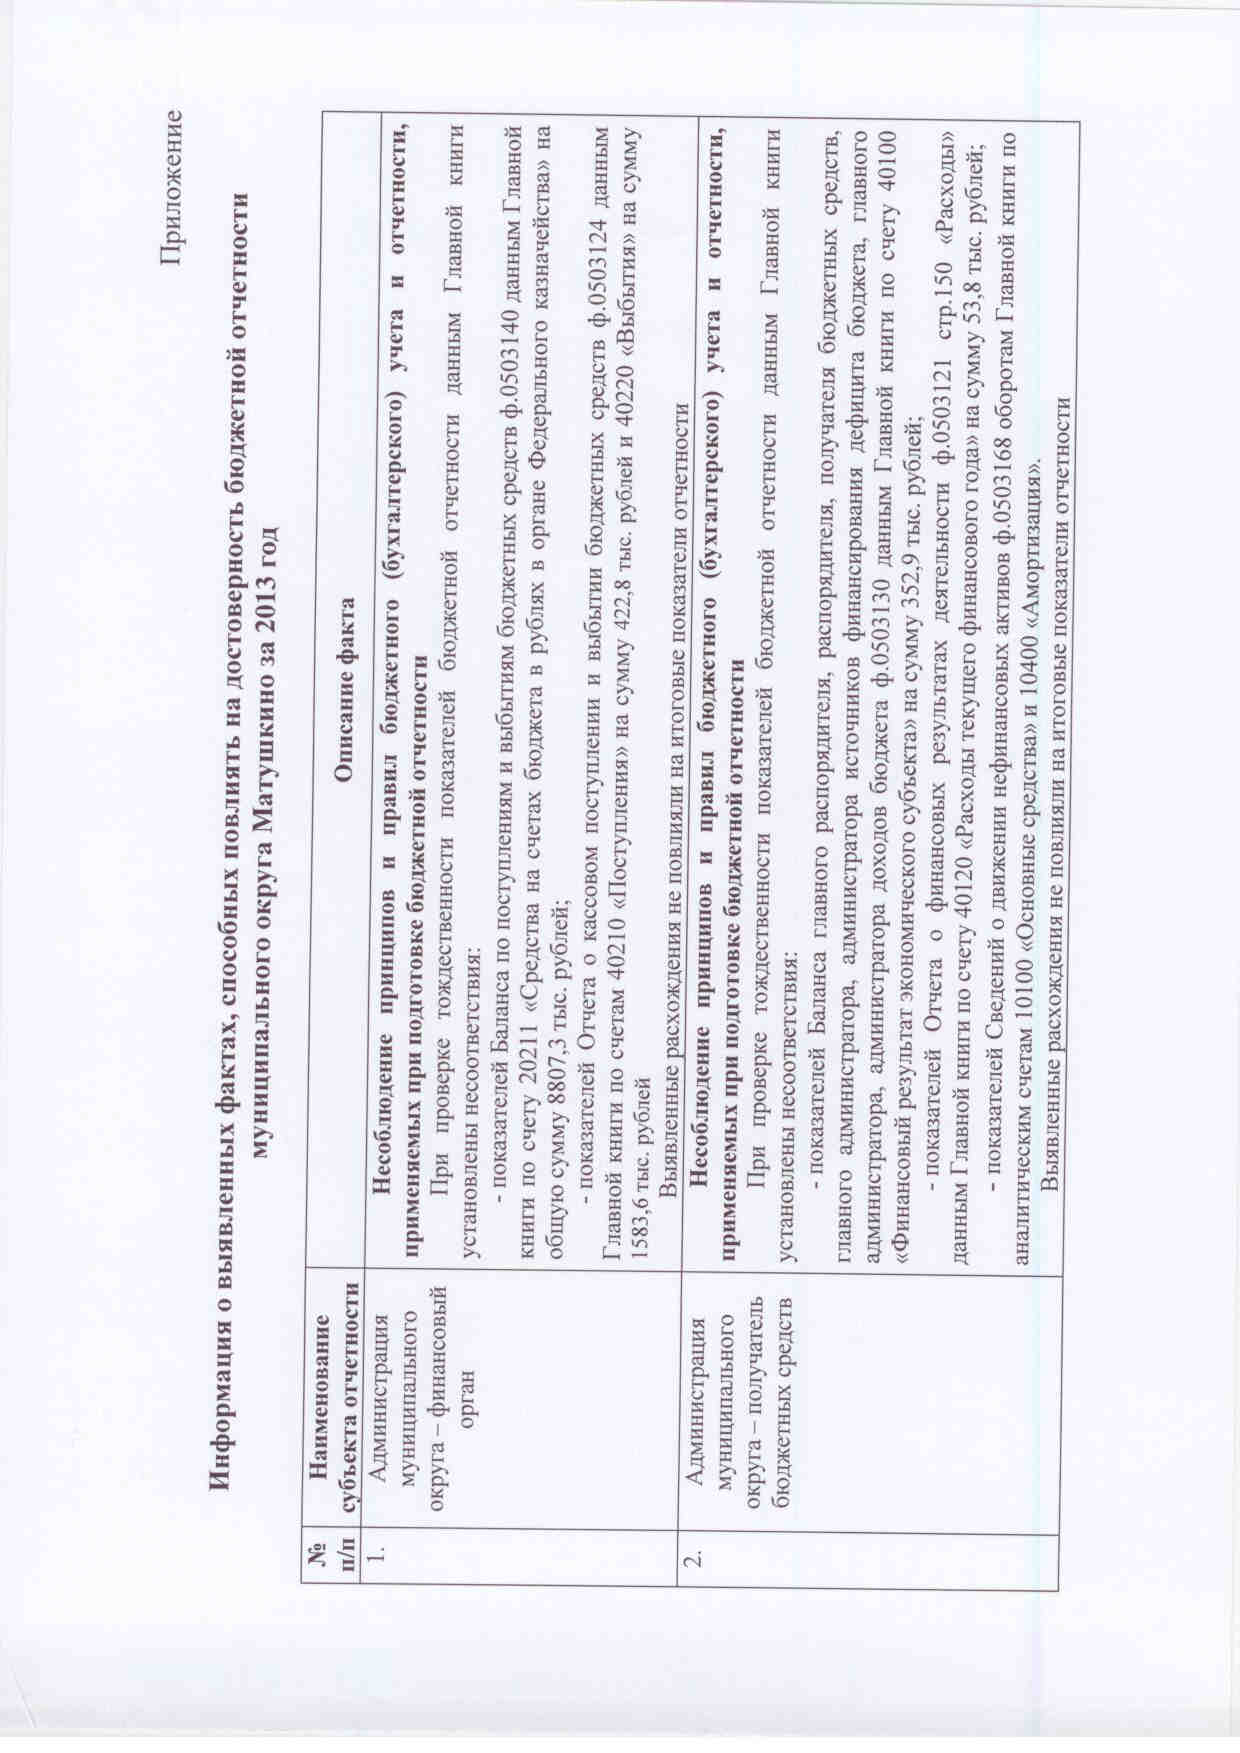 Приложение
Информация о выявленных фактах, способных повлиять на достоверность бюджетной отчетности
муниципального округа Матушкино за 2013 год
№
п/п
Наименование
субъекта отчетности
Описание факта
1.
Администрация
муниципального
округа – финансовый
орган
Несоблюдение принципов и правил бюджетного (бухгалтерского) учета и отчетности,
применяемых при подготовке бюджетной отчетности
При проверке тождественности показателей бюджетной отчетности данным Главной книги
установлены несоответствия:
- показателей Баланса по поступлениям и выбытиям бюджетных средств ф.0503140 данным Главной
книги по счету 20211 «Средства на счетах бюджета в рублях в органе Федерального казначейства» на
общую сумму 8807,3 тыс. рублей;
- показателей Отчета о кассовом поступлении и выбытии бюджетных средств ф.0503124 данным
Главной книги по счетам 40210 «Поступления» на сумму 422,8 тыс. рублей и 40220 «Выбытия» на сумму
1583,6 тыс. рублей
Выявленные расхождения не повлияли на итоговые показатели отчетности
2.
Администрация
муниципального
округа – получатель
бюджетных средств
Несоблюдение принципов и правил бюджетного (бухгалтерского) учета и отчетности,
применяемых при подготовке бюджетной отчетности
При проверке тождественности показателей бюджетной отчетности данным Главной книги
установлены несоответствия:
- показателей Баланса главного распорядителя, распорядителя, получателя бюджетных средств,
главного администратора, администратора источников финансирования дефицита бюджета, главного
администратора, администратора доходов бюджета ф.0503130 данным Главной книги по счету 40100
«Финансовый результат экономического субъекта» на сумму 352,9 тыс. рублей;
- показателей Отчета о финансовых результатах деятельности ф.0503121 стр.150 «Расходы»
данным Главной книги по счету 40120 «Расходы текущего финансового года» на сумму 53,8 тыс. рублей;
- показателей Сведений о движении нефинансовых активов ф.0503168 оборотам Главной книги по
аналитическим счетам 10100 «Основные средства» и 10400 «Амортизация».
Выявленные расхождения не повлияли на итоговые показатели отчетности